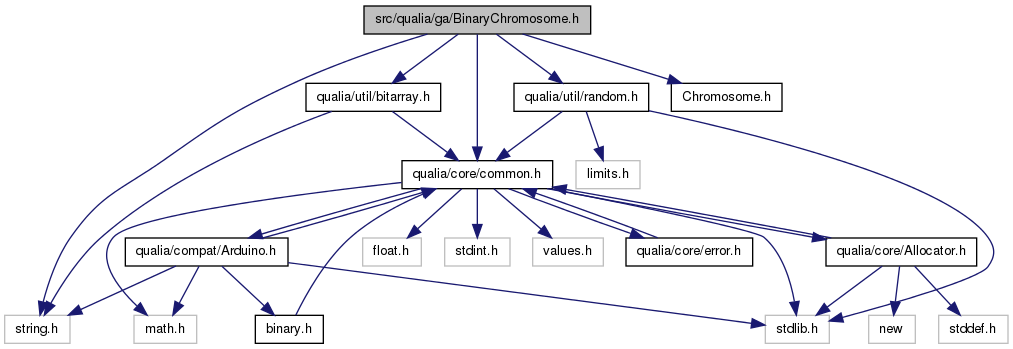 src/qualia/ga/BinaryChromosome.h
qualia/util/bitarray.h
qualia/util/random.h
Chromosome.h
qualia/core/common.h
limits.h
qualia/compat/Arduino.h
float.h
stdint.h
values.h
qualia/core/error.h
qualia/core/Allocator.h
string.h
math.h
binary.h
stdlib.h
new
stddef.h